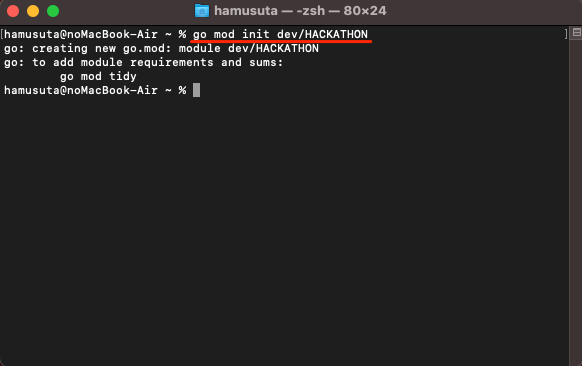 hamusuta — -zsh — 80×24
[hamusuta@noMacBook-Air ~ % go mod init dev/HACKATHON ]
go: creating new go.mod: module dev/HACKATHON
go: to add module requirements and sums:
        go mod tidy
hamusuta@noMacBook-Air ~ %